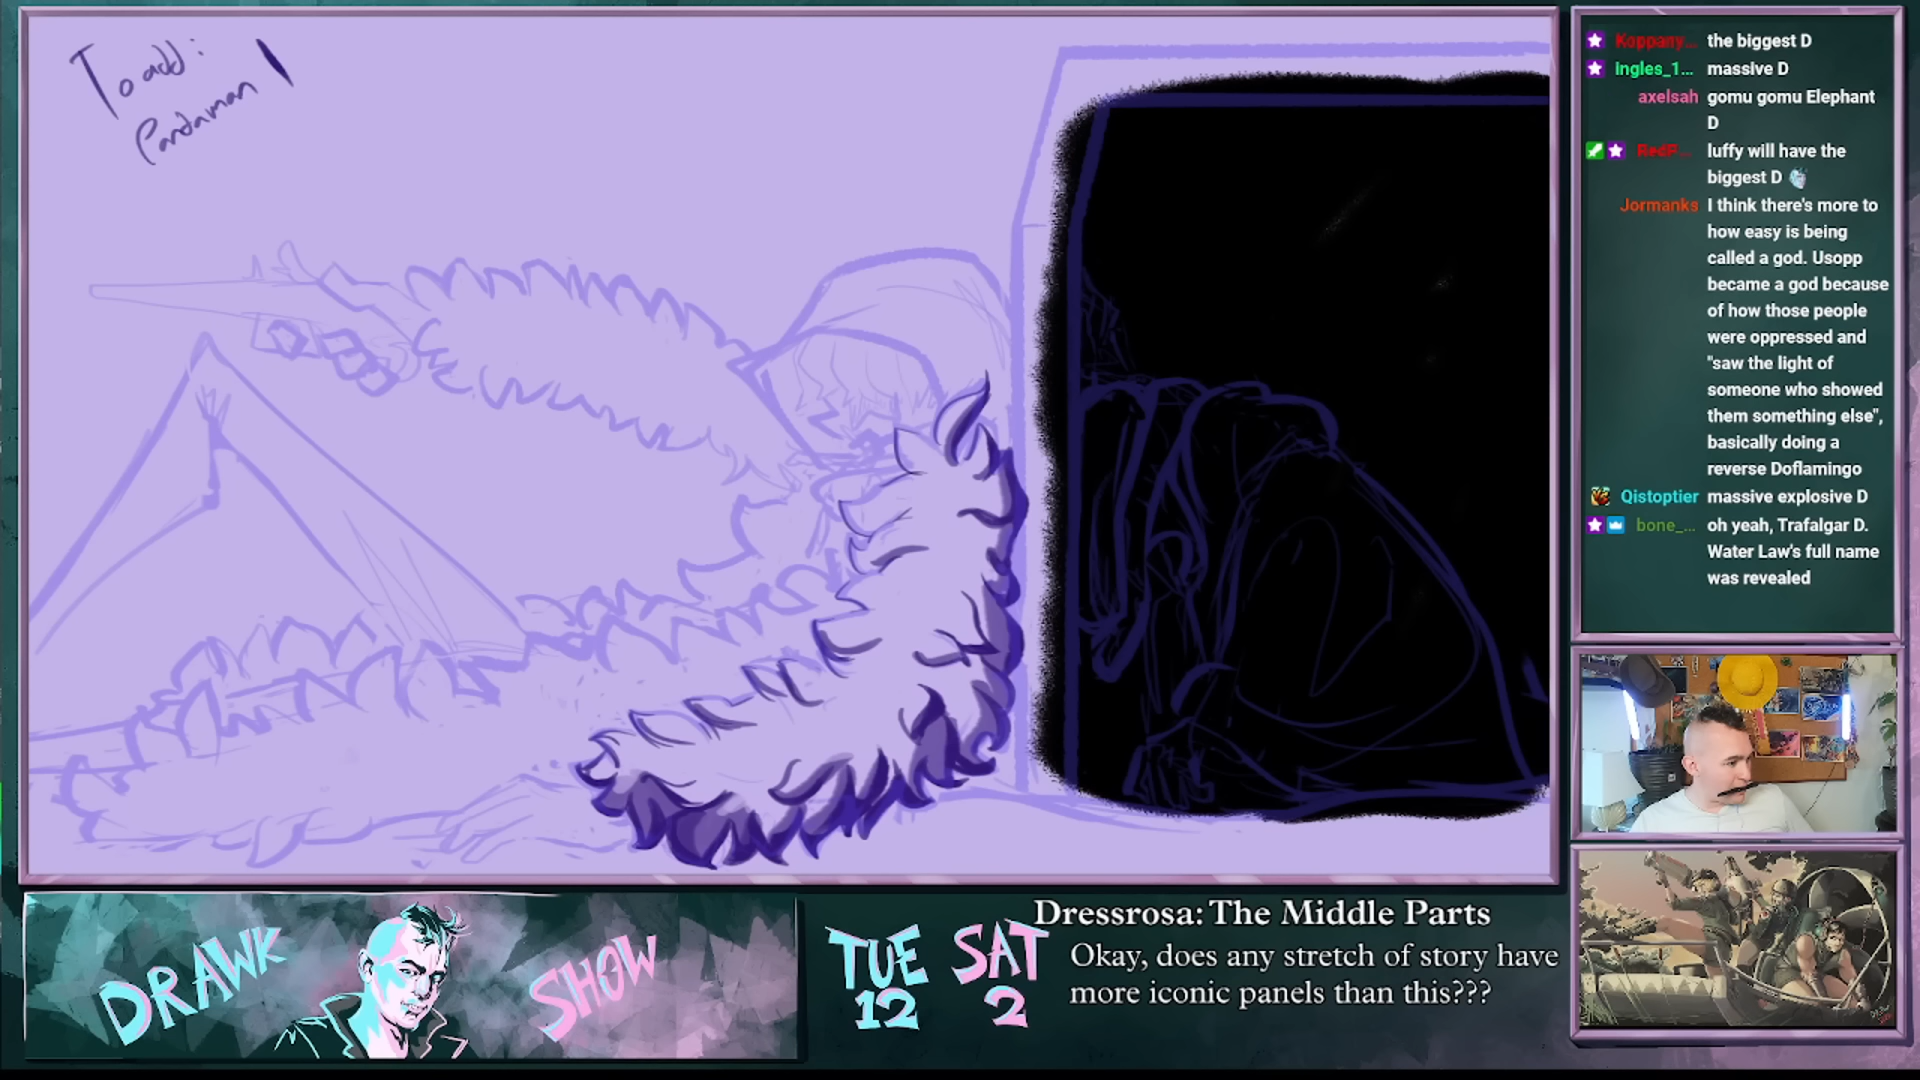 To add:
Pandaman
Koppany... the biggest D
Ingles_1... massive D
axelsah gomu gomu Elephant
D
RedF... luffy will have the
biggest D
Jormanks I think there's more to
how easy is being
called a god. Usopp
became a god because
of how those people
were oppressed and
"saw the light of
someone who showed
them something else",
basically doing a
reverse Doflamingo
Qistoptier massive explosive D
bone_... oh yeah, Trafalgar D.
Water Law's full name
was revealed
DRAWK SHOW
TUE
12
SAT
2
Dressrosa: The Middle Parts
Okay, does any stretch of story have
more iconic panels than this???